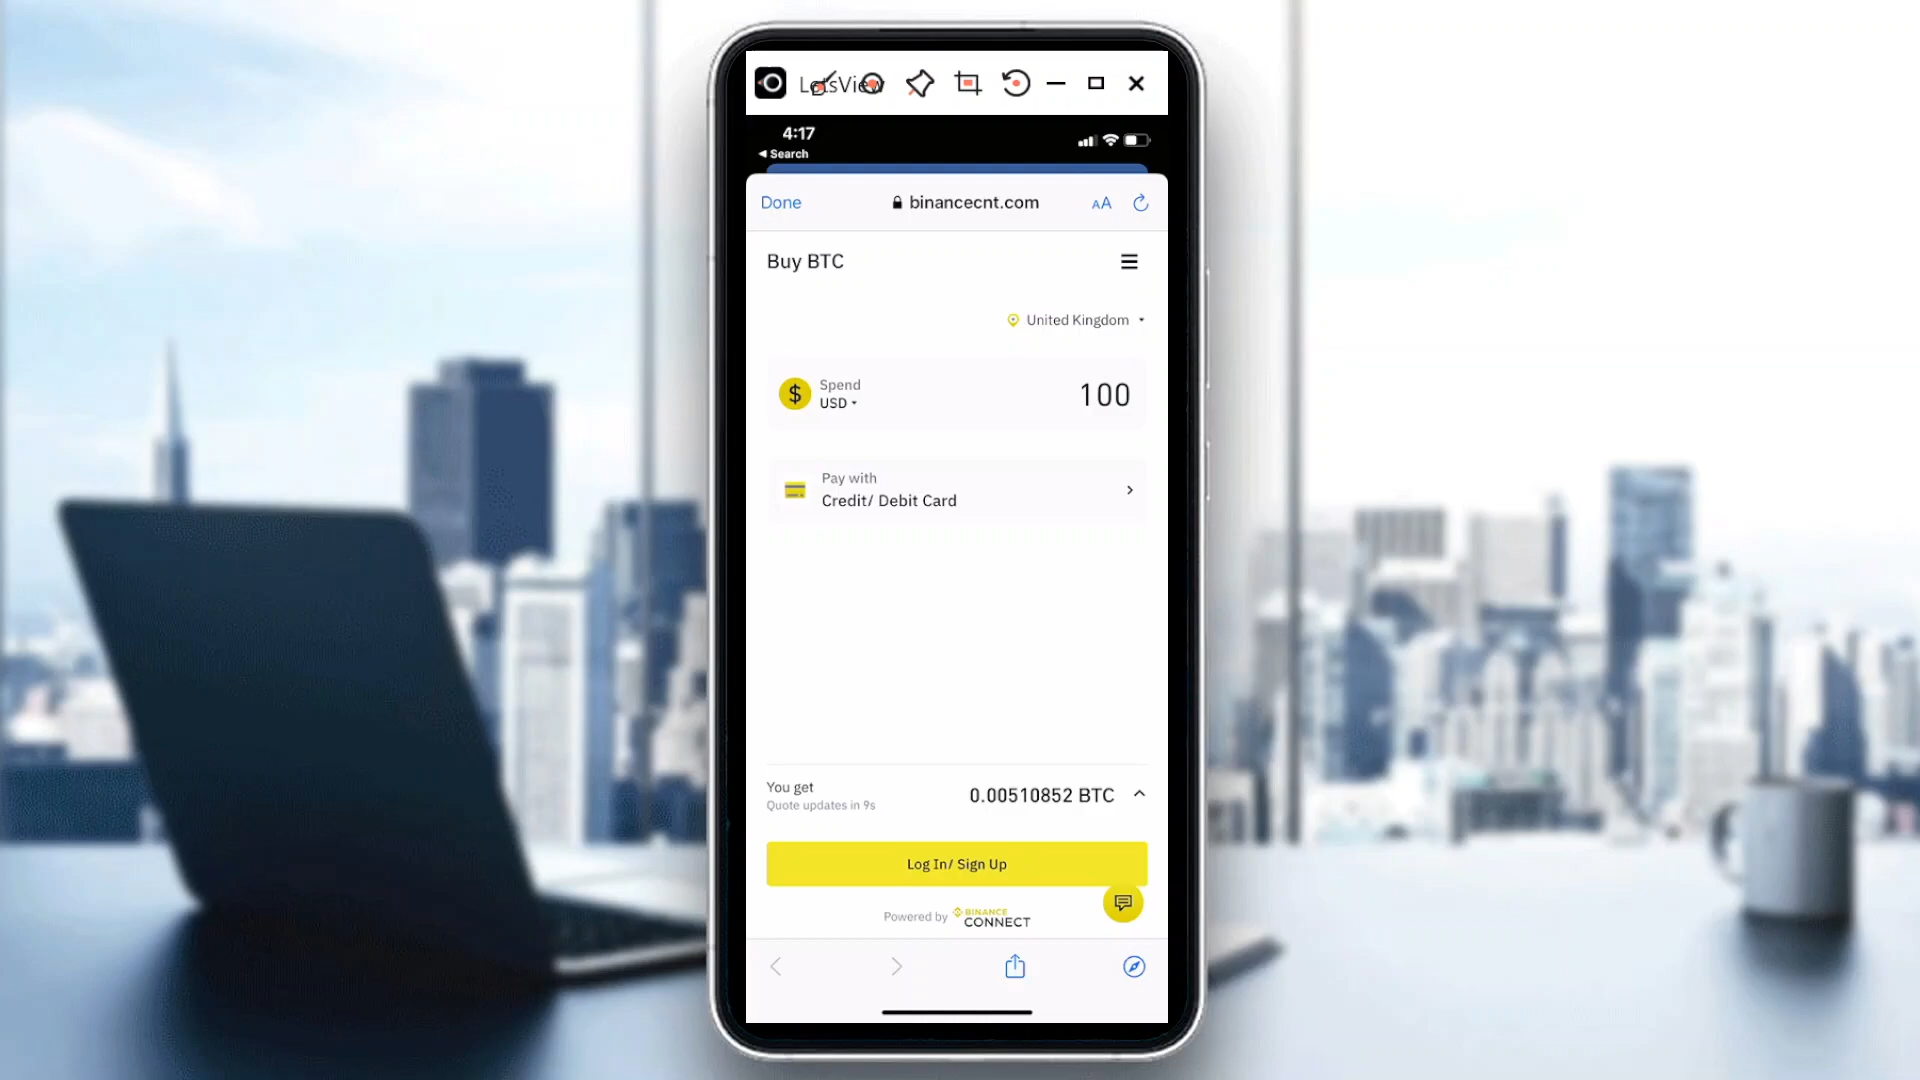 LetsView
4:17
Search
Done
binancecnt.com
AA
Buy BTC
United Kingdom
$
Spend
USD
100
Pay with
Credit/ Debit Card
You get
Quote updates in 9s
0.00510852 BTC
Log In/ Sign Up
Powered by BINANCE CONNECT